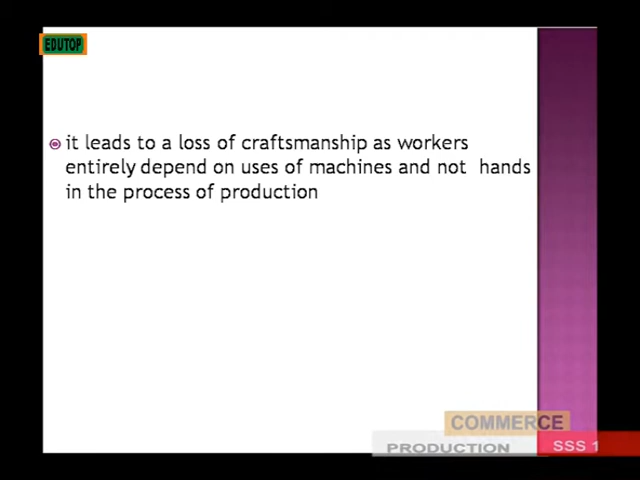 EDUTOP
it leads to a loss of craftsmanship as workers
entirely depend on uses of machines and not hands
in the process of production
COMMERCE
PRODUCTION SSS 1